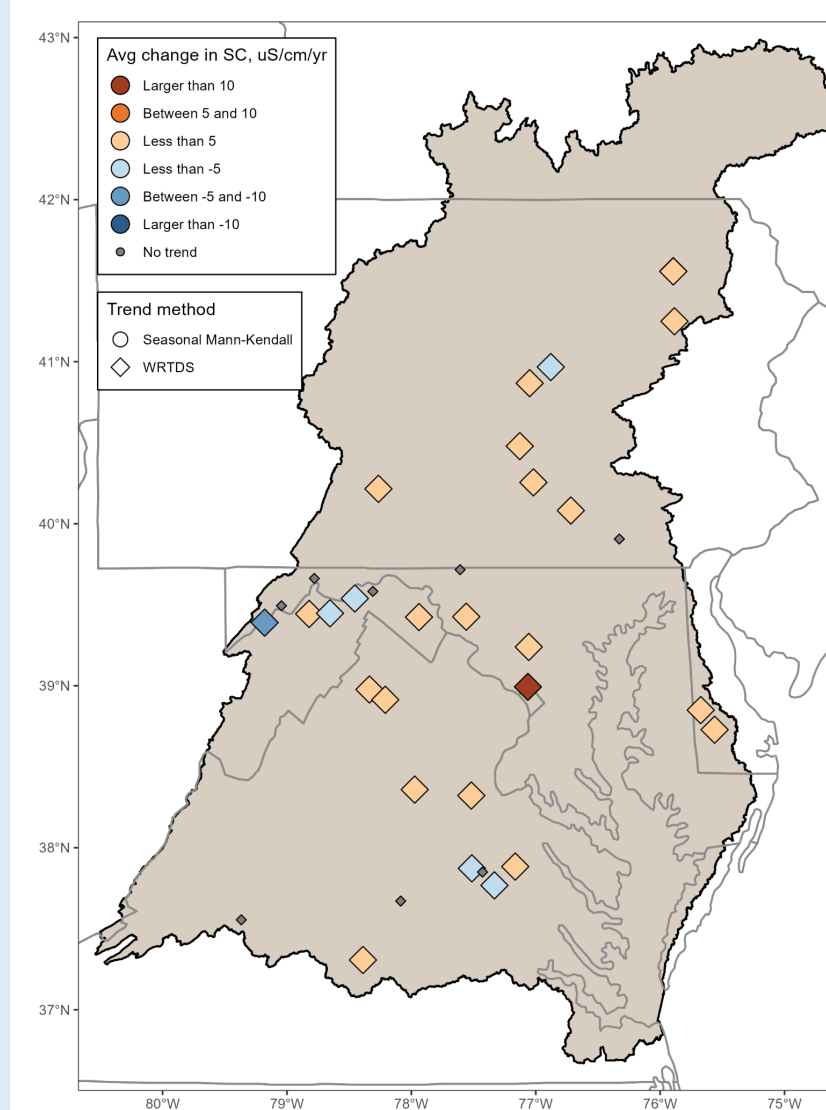 43°N
Avg change in SC, uS/cm/yr
Larger than 10
Between 5 and 10
Less than 5
Less than -5
Between -5 and -10
Larger than -10
No trend
42°N
Trend method
Seasonal Mann-Kendall
WRTDS
41°N
40°N
39°N
38°N
37°N
80°W 79°W 78°W 77°W 76°W 75°W